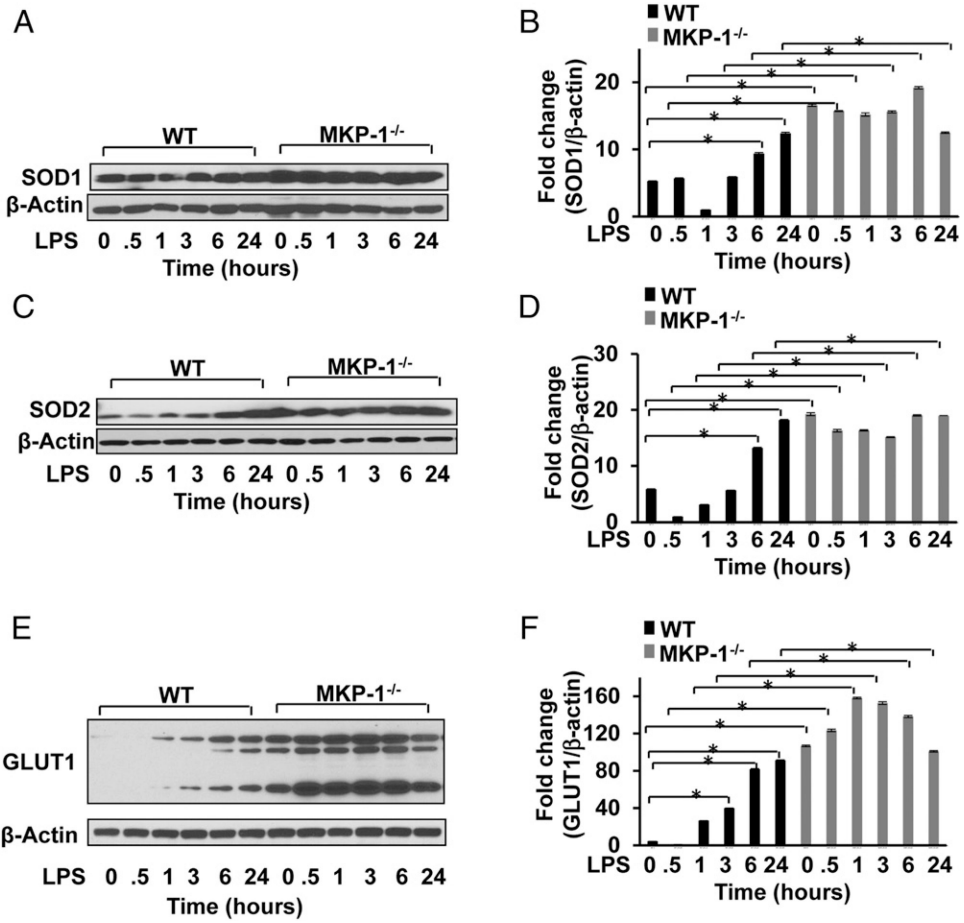 A
WT
MKP-1-/-
SOD1
β-Actin
LPS 0 .5 1 3 6 24 0 .5 1 3 6 24
Time (hours)
B
WT
MKP-1-/-
Fold change
(SOD1/β-actin)
20
10
0
* * * * * * * *
LPS 0 .5 1 3 6 24 0 .5 1 3 6 24
Time (hours)
C
WT
MKP-1-/-
SOD2
β-Actin
LPS 0 .5 1 3 6 24 0 .5 1 3 6 24
Time (hours)
D
WT
MKP-1-/-
Fold change
(SOD2/β-actin)
30
20
10
0
* * * * * * * *
LPS 0 .5 1 3 6 24 0 .5 1 3 6 24
Time (hours)
E
WT
MKP-1-/-
GLUT1
β-Actin
LPS 0 .5 1 3 6 24 0 .5 1 3 6 24
Time (hours)
F
WT
MKP-1-/-
Fold change
(GLUT1/β-actin)
160
120
80
40
0
* * * * * * * * *
LPS 0 .5 1 3 6 24 0 .5 1 3 6 24
Time (hours)